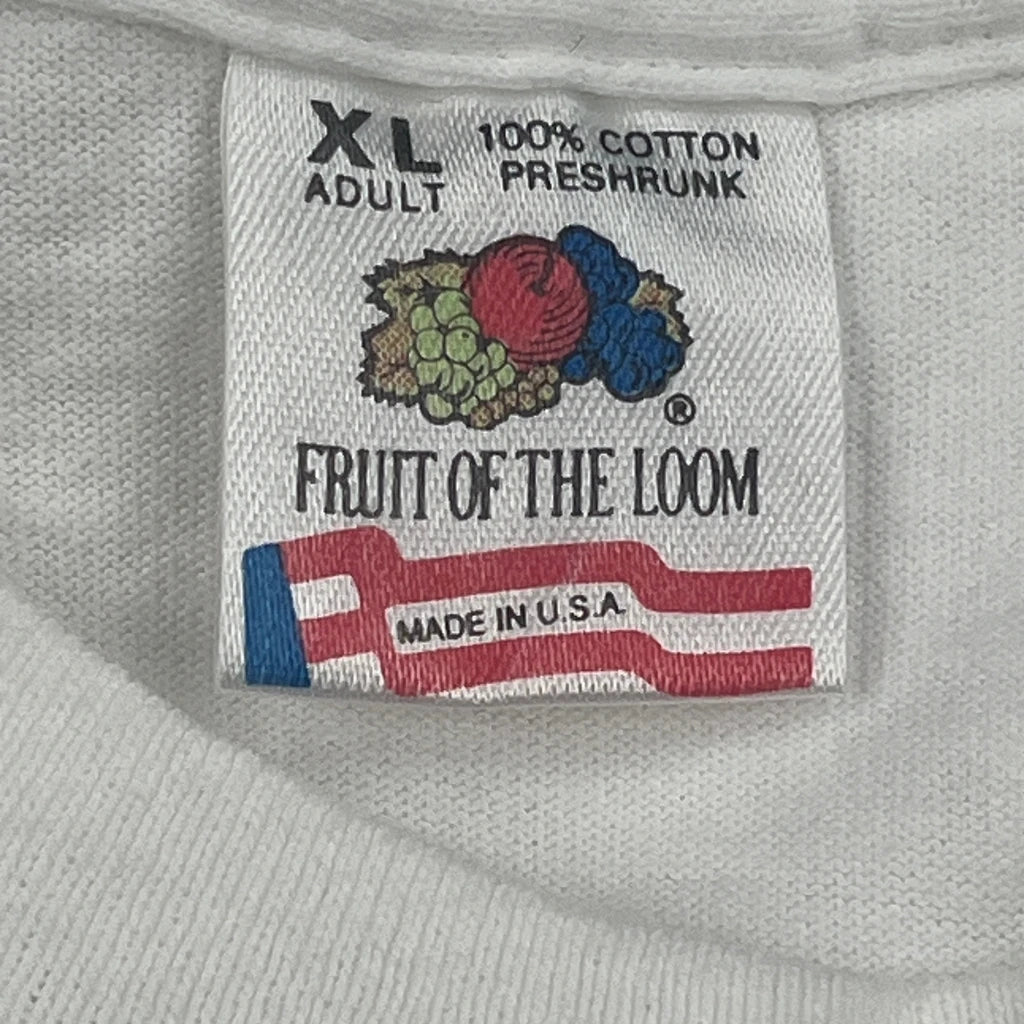 XL
ADULT
100% COTTON
PRESHRUNK
®
FRUIT OF THE LOOM
MADE IN U.S.A.